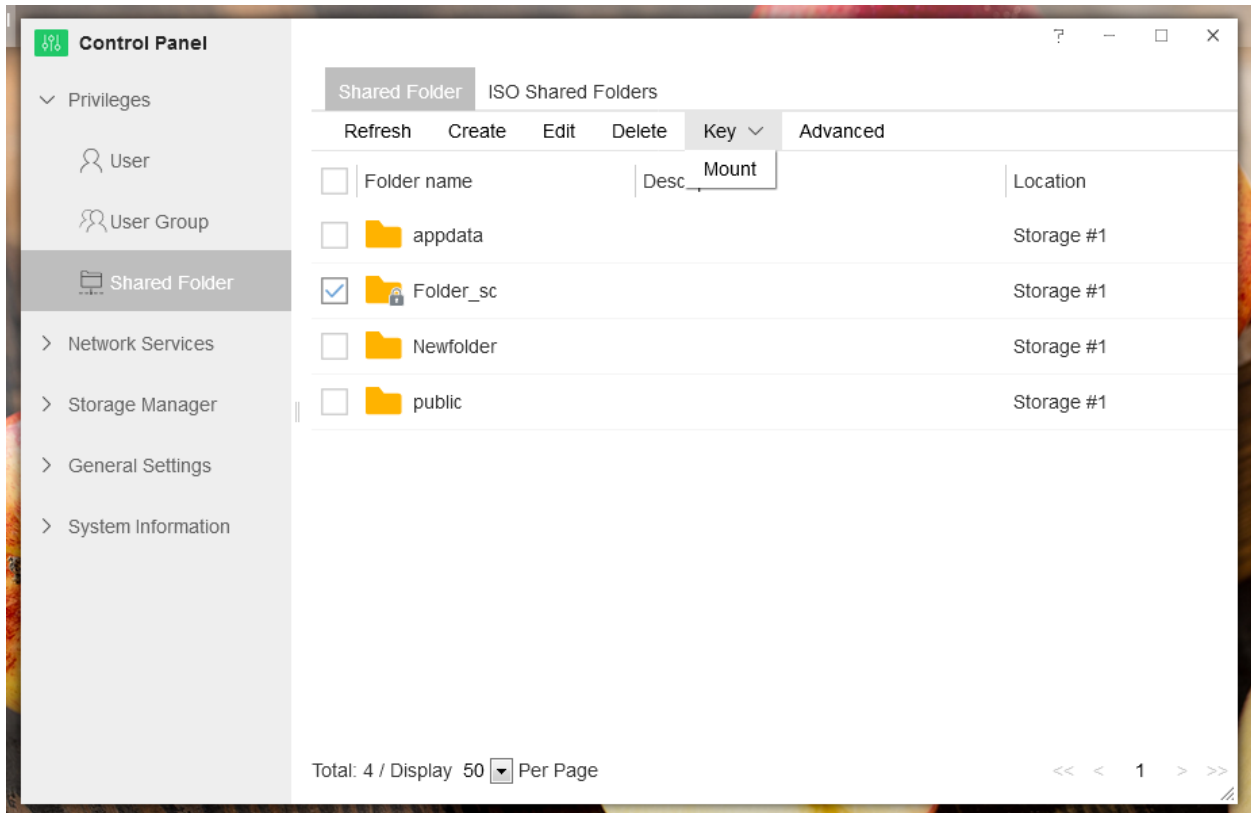 Control Panel
Privileges
User
User Group
Shared Folder
Network Services
Storage Manager
General Settings
System Information
Shared Folder ISO Shared Folders
Refresh Create Edit Delete Key Advanced
Mount
Folder name Location
appdata Storage #1
Folder_sc Storage #1
Newfolder Storage #1
public Storage #1
Total: 4 / Display 50 Per Page << < 1 > >>